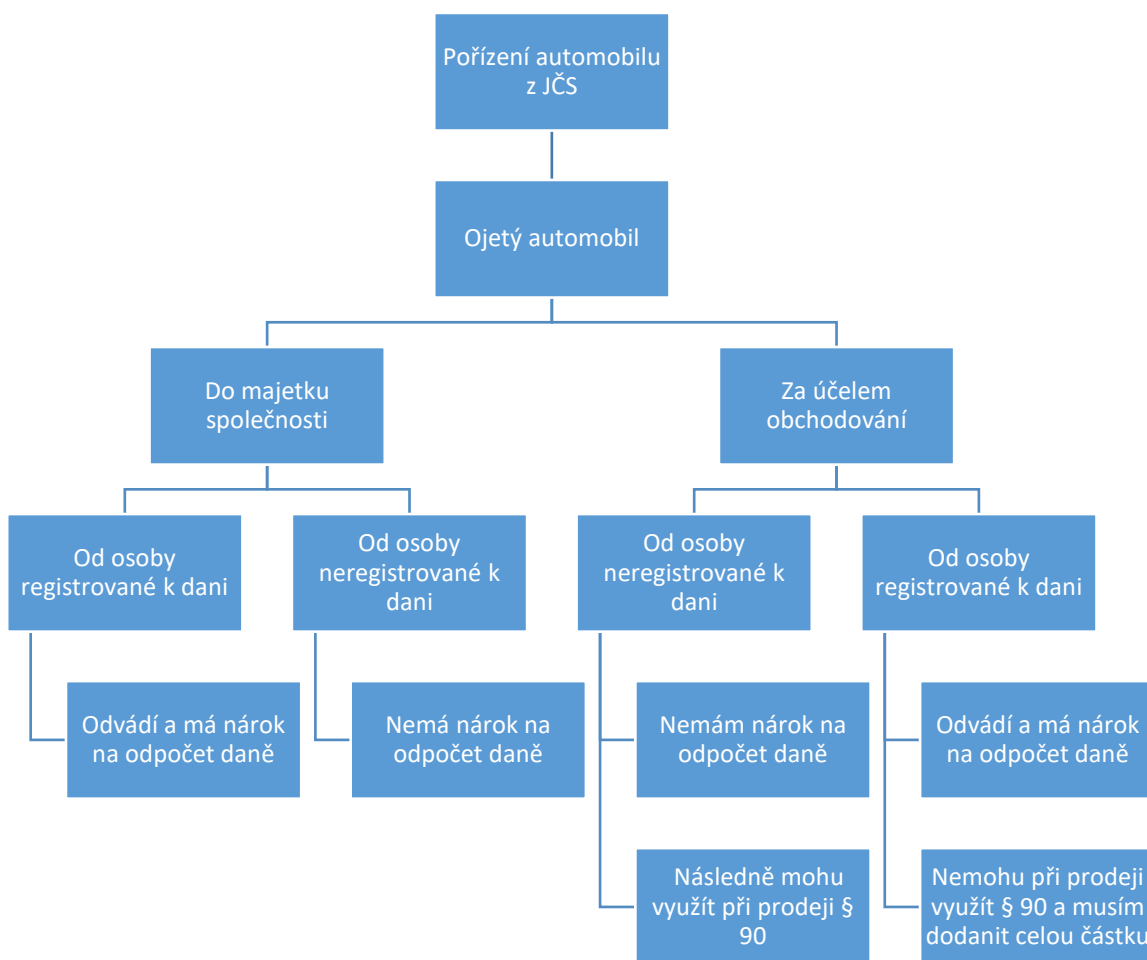 Pořízení automobilu
z JČS
Ojetý automobil
Do majetku
společnosti
Za účelem
obchodování
Od osoby
registrované k dani
Od osoby
neregistrované k
dani
Od osoby
neregistrované k
dani
Od osoby
registrované k dani
Odvádí a má nárok
na odpočet daně
Nemá nárok na
odpočet daně
Nemám nárok na
odpočet daně
Odvádí a má nárok
na odpočet daně
Následně mohu
využít při prodeji §
90
Nemohu při prodeji
využít § 90 a musím
dodanit celou částku